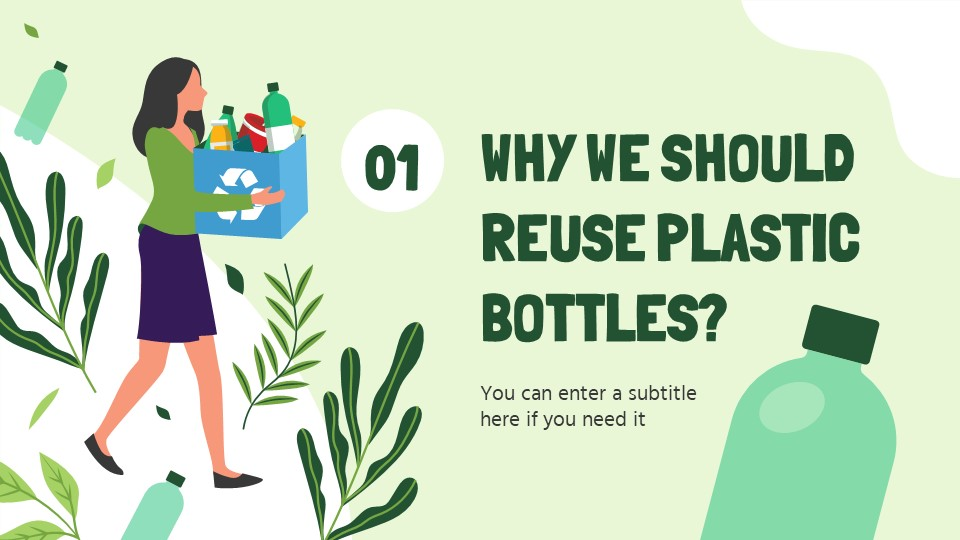 01
WHY WE SHOULD
REUSE PLASTIC
BOTTLES?
You can enter a subtitle
here if you need it